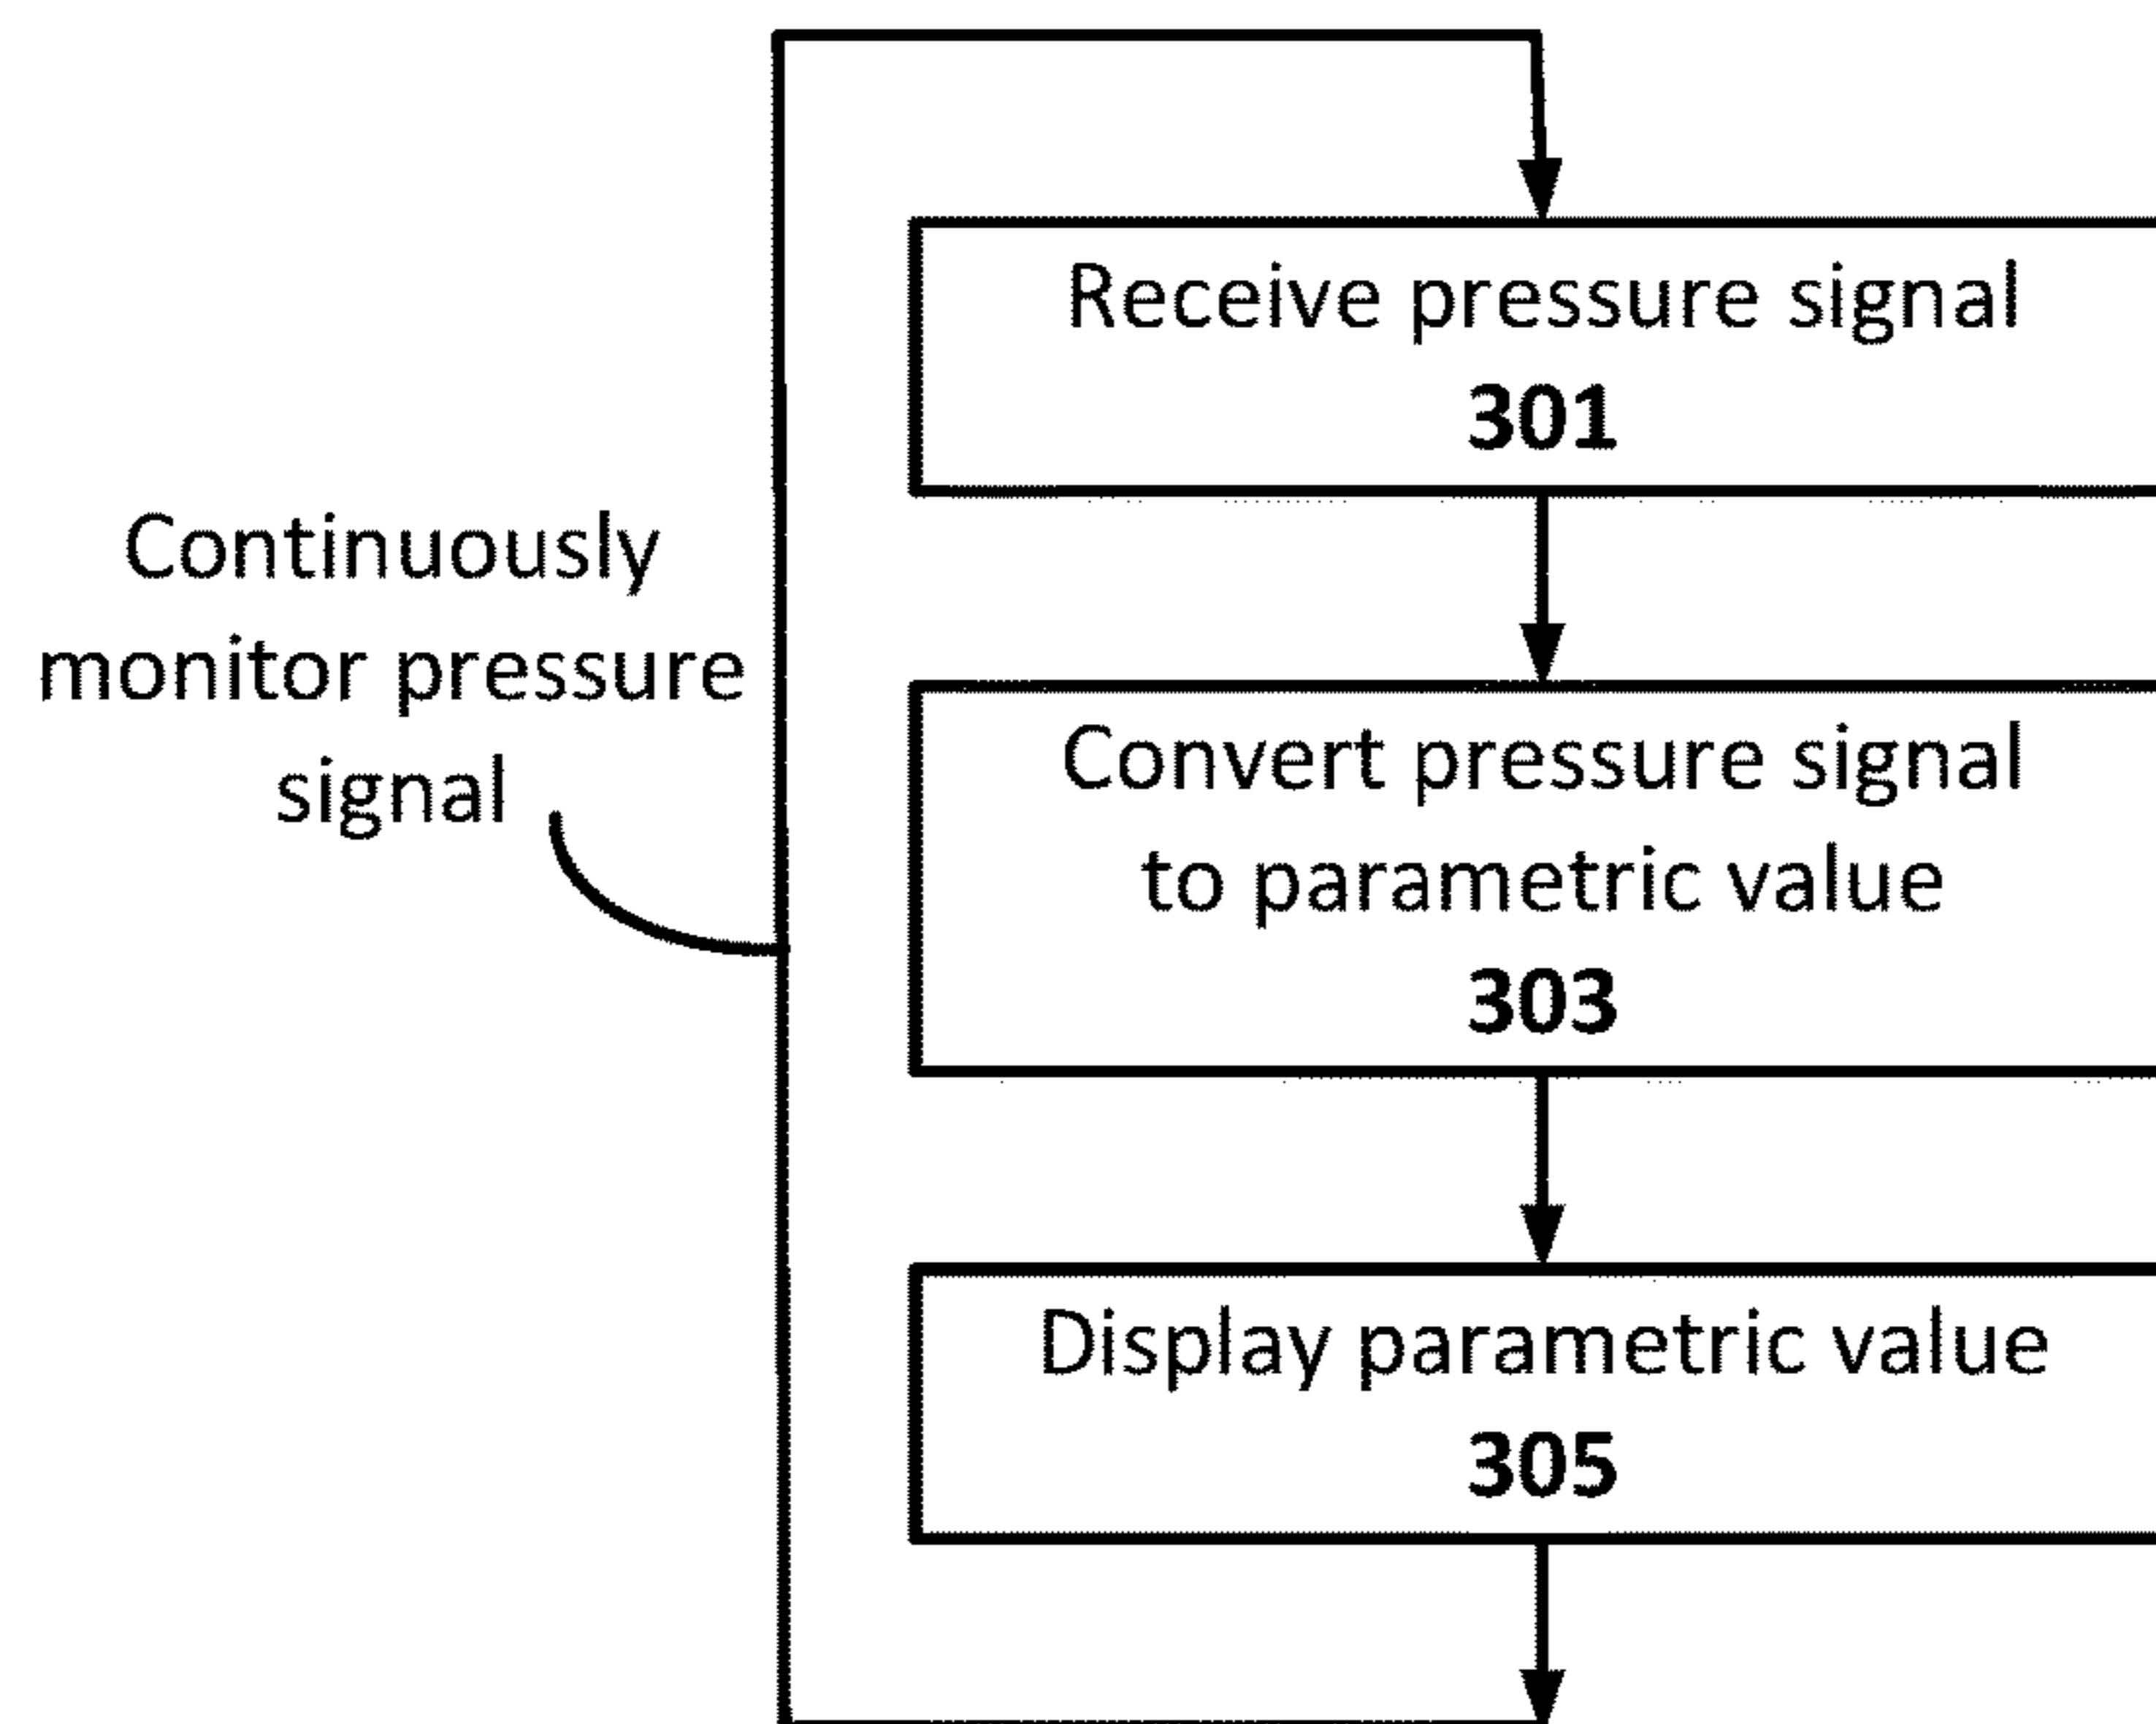 Receive pressure signal
301
Continuously
monitor pressure
signal
Convert pressure signal
to parametric value
303
Display parametric value
305